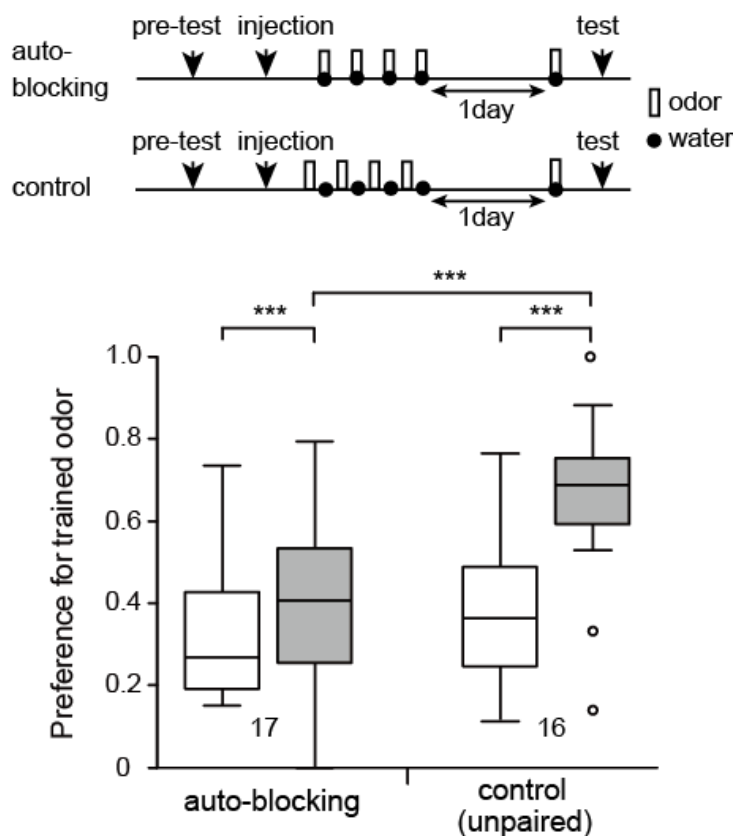 pre-test injection test
auto-
blocking
1day
odor
water
pre-test injection test
control
1day
***
*** ***
Preference for trained odor
1.0
0.8
0.6
0.4
0.2
0
17 16
auto-blocking control
(unpaired)